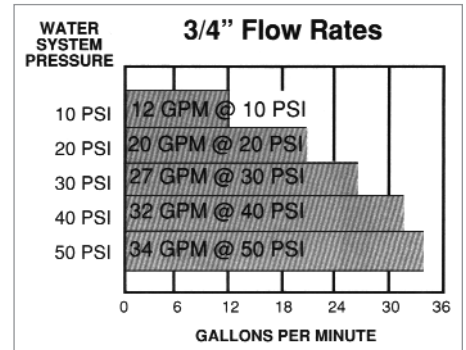 WATER
SYSTEM
PRESSURE
3/4” Flow Rates
10 PSI 12 GPM @ 10 PSI
20 PSI 20 GPM @ 20 PSI
30 PSI 27 GPM @ 30 PSI
40 PSI 32 GPM @ 40 PSI
50 PSI 34 GPM @ 50 PSI
0 6 12 18 24 30 36
GALLONS PER MINUTE